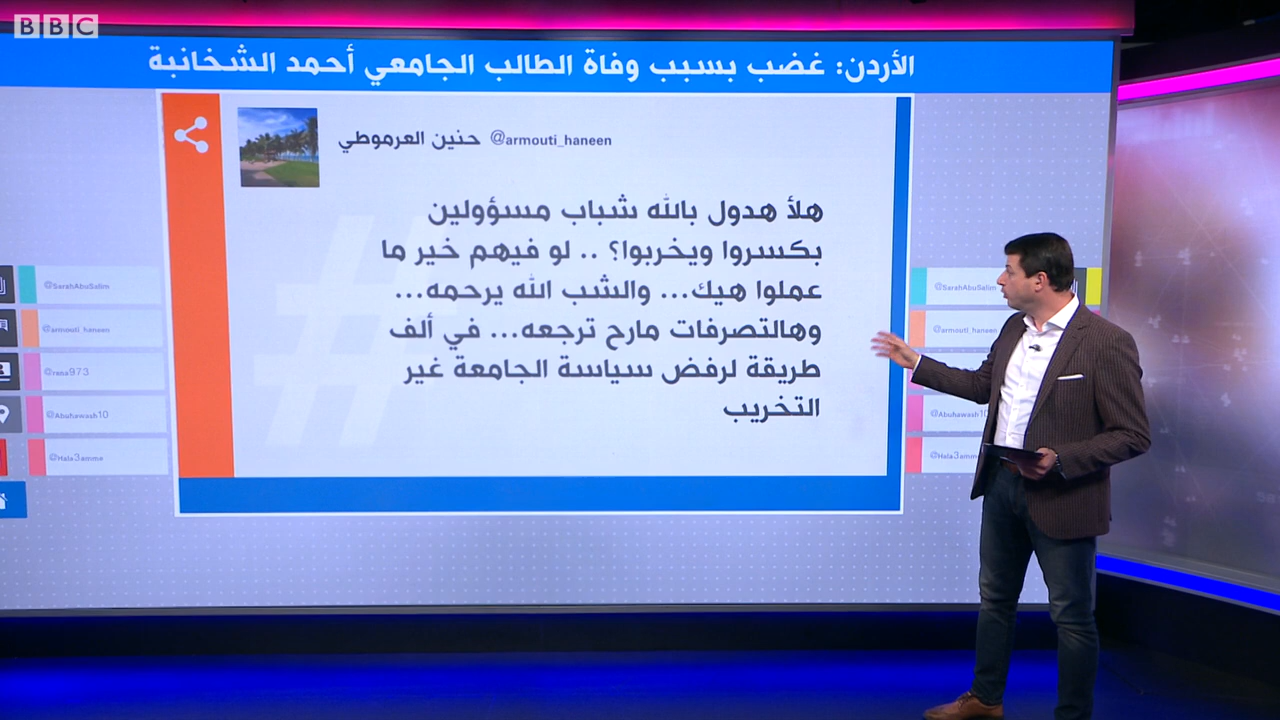 BBC
الأردن: غضب بسبب وفاة الطالب الجامعي أحمد الشخانبة
حنين العرموطي @armouti_haneen
هلأ هدول بالله شباب مسؤولين
بكسروا ويخربوا؟ .. لو فيهم خير ما
عملوا هيك... والشب الله يرحمه...
وهالتصرفات مارح ترجعه... في ألف
طريقة لرفض سياسة الجامعة غير
التخريب
@SarahAbuSalim
@armouti_haneen
@rana973
@Abuhawash10
@Hala3amme
@SarahAbuSalim
@armouti_haneen
@Abuhawash10
@Hala3amme